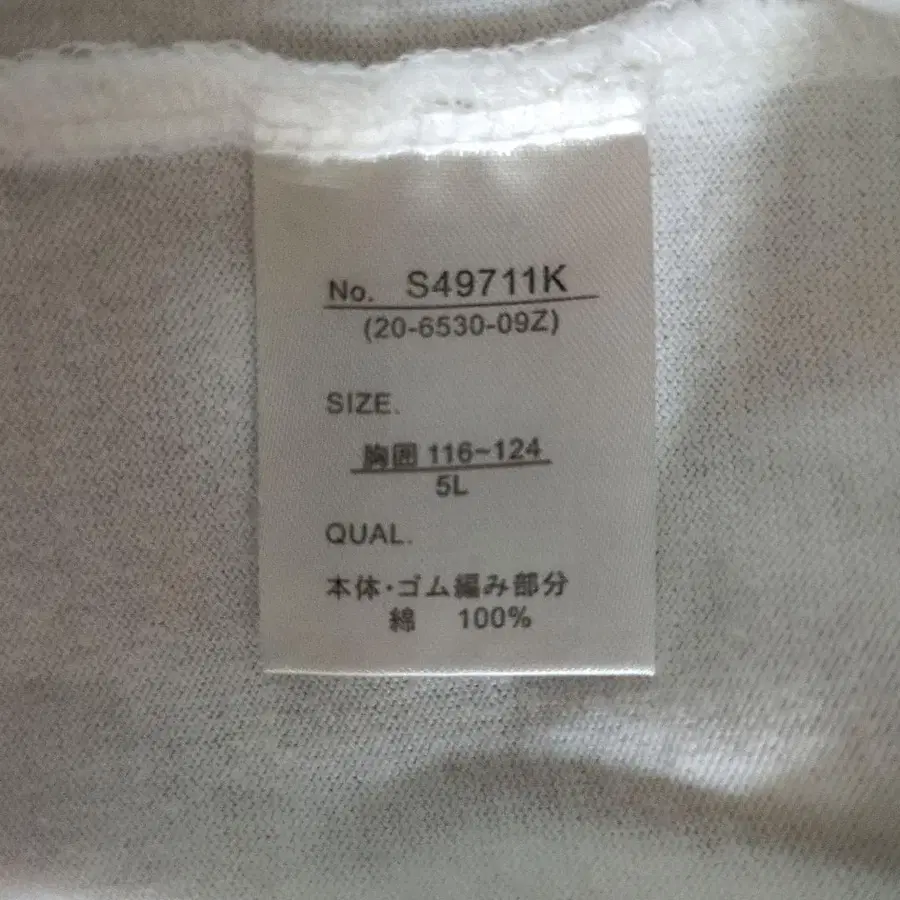 No. S49711K
(20-6530-09Z)
SIZE.
胸囲 116~124
5L
QUAL.
本体・ゴム編み部分
綿 100%